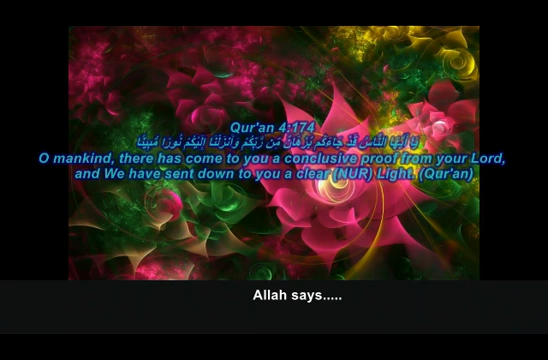 Qur'an 4:174
يَا أَيُّهَا النَّاسُ قَدْ جَاءَكُم بُرْهَانٌ مِّن رَّبِّكُمْ وَأَنزَلْنَا إِلَيْكُمْ نُورًا مُّبِينًا
O mankind, there has come to you a conclusive proof from your Lord,
and We have sent down to you a clear (NUR) Light. (Qur'an)
Allah says.....